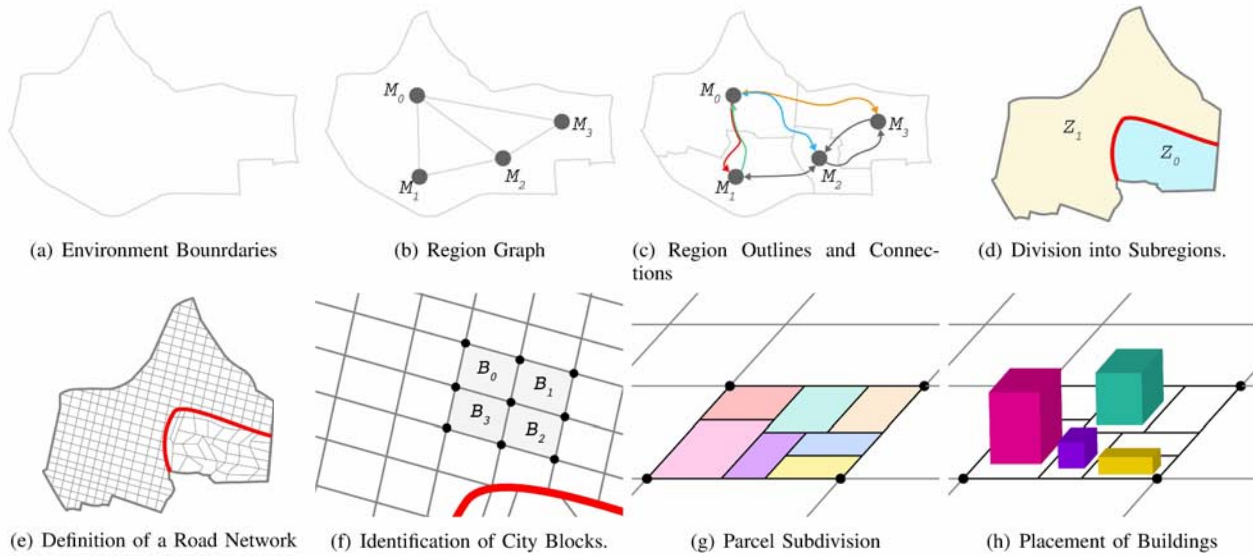 M0
M1
M2
M3
M0
M1
M2
M3
Z1
Z0
(a) Environment Bounrdaries
(b) Region Graph
(c) Region Outlines and Connec-
tions
(d) Division into Subregions.
B0
B1
B3
B2
(e) Definition of a Road Network
(f) Identification of City Blocks.
(g) Parcel Subdivision
(h) Placement of Buildings